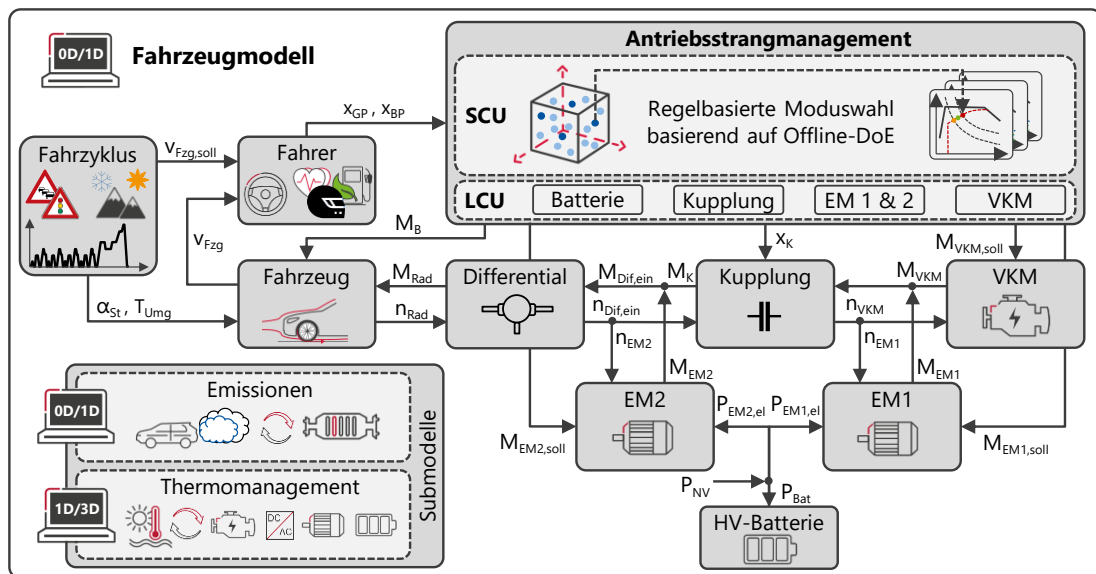 0D/1D
Fahrzeugmodell
Antriebsstrangmanagement
SCU
Regelbasierte Moduswahl
basierend auf Offline-DoE
x_GP , x_BP
Fahrzyklus
v_Fzg,soll
Fahrer
LCU
Batterie
Kupplung
EM 1 & 2
VKM
v_Fzg
M_B
x_K
M_VKM,soll
Fahrzeug
M_Rad
Differential
M_Dif,ein
M_K
Kupplung
M_VKM
VKM
α_St , T_Umg
n_Rad
n_Dif,ein
n_VKM
n_EM2
n_EM1
M_EM2
M_EM1
EM2
P_EM2,el
P_EM1,el
EM1
M_EM2,soll
M_EM1,soll
P_NV
P_Bat
HV-Batterie
0D/1D
Emissionen
1D/3D
Thermomanagement
DC
AC
Submodelle